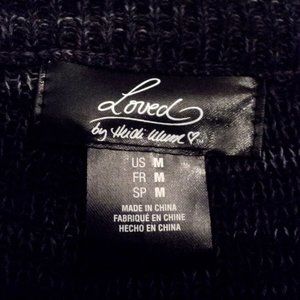 Loved
by Heidi Klum
US M
FR M
SP M
MADE IN CHINA
FABRIQUÉ EN CHINE
HECHO EN CHINA